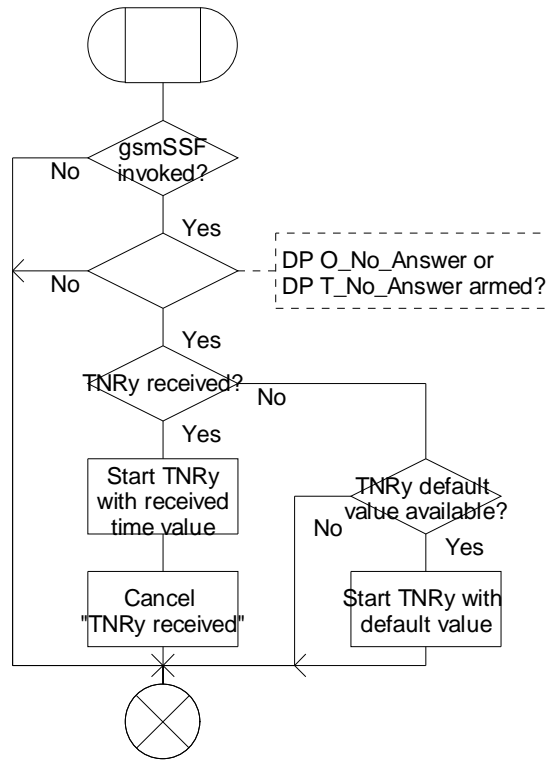 gsmSSF
invoked?
No
Yes
DP O_No_Answer or
DP T_No_Answer armed?
No
Yes
TNRy received?
No
Yes
Start TNRy
with received
time value
TNRy default
value available?
No
Yes
Cancel
"TNRy received"
Start TNRy with
default value